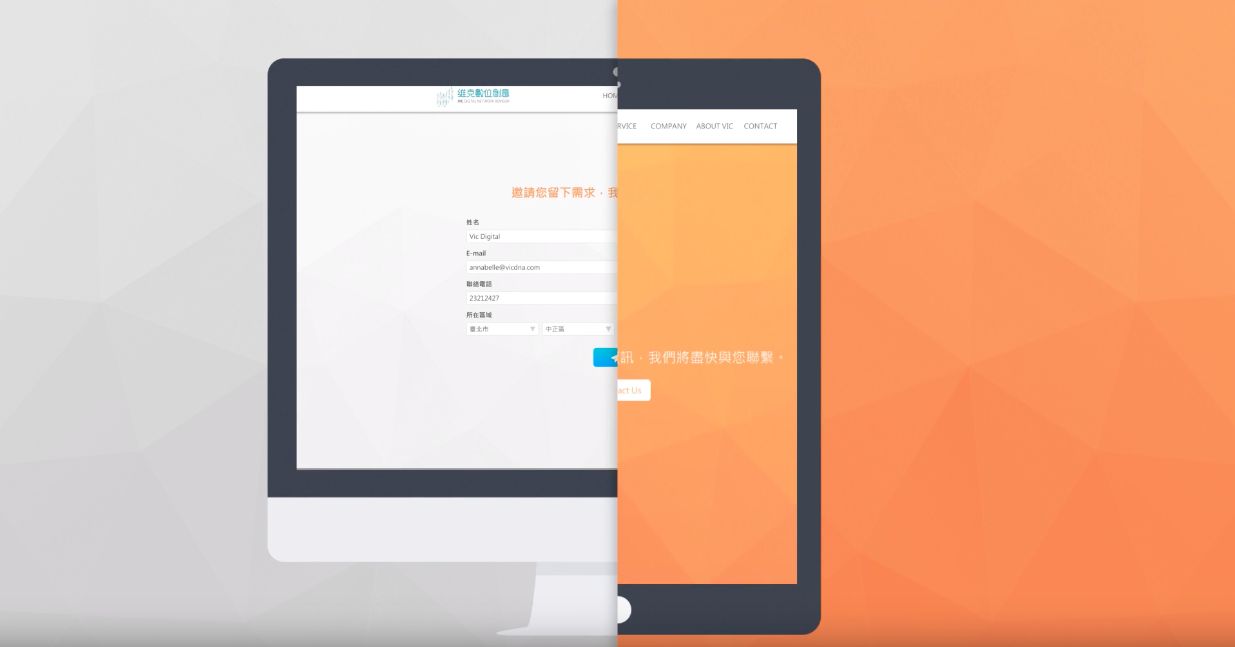 維克數位創意
HOM
邀請您留下需求，我
姓名
Vic Digital
E-mail
annabelle@vicdna.com
聯絡電話
23212427
所在區域
臺北市 中正區
RVICE COMPANY ABOUT VIC CONTACT
訊，我們將盡快與您聯繫。
act Us